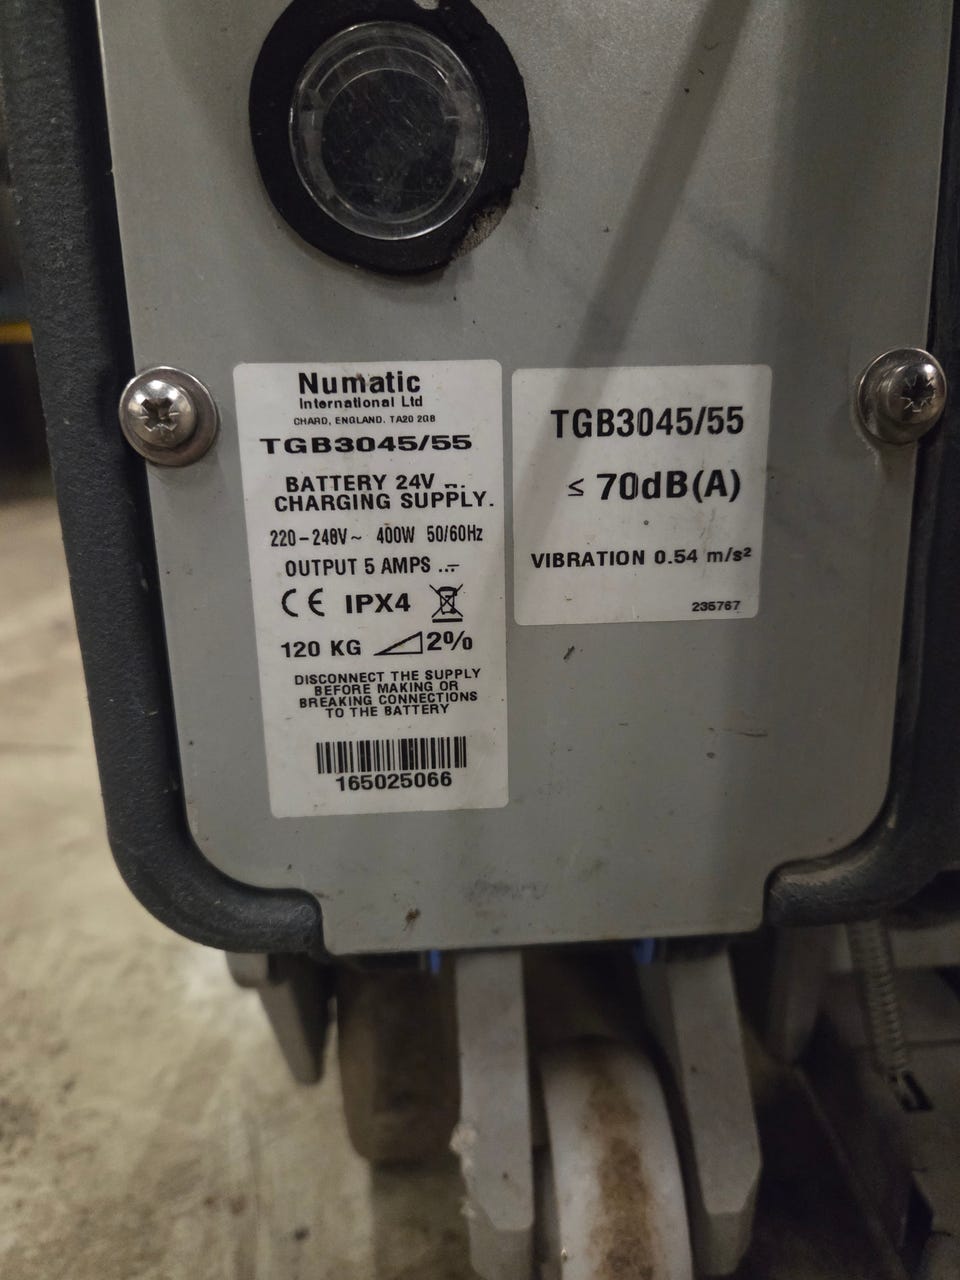 Numatic
International Ltd
CHARD, ENGLAND. TA20 2GB
TGB3045/55
BATTERY 24V
CHARGING SUPPLY.
220-240V~ 400W 50/60Hz
OUTPUT 5 AMPS
CE IPX4
120 KG 2%
DISCONNECT THE SUPPLY
BEFORE MAKING OR
BREAKING CONNECTIONS
TO THE BATTERY
165025066
TGB3045/55
≤ 70dB(A)
VIBRATION 0.54 m/s²
235767